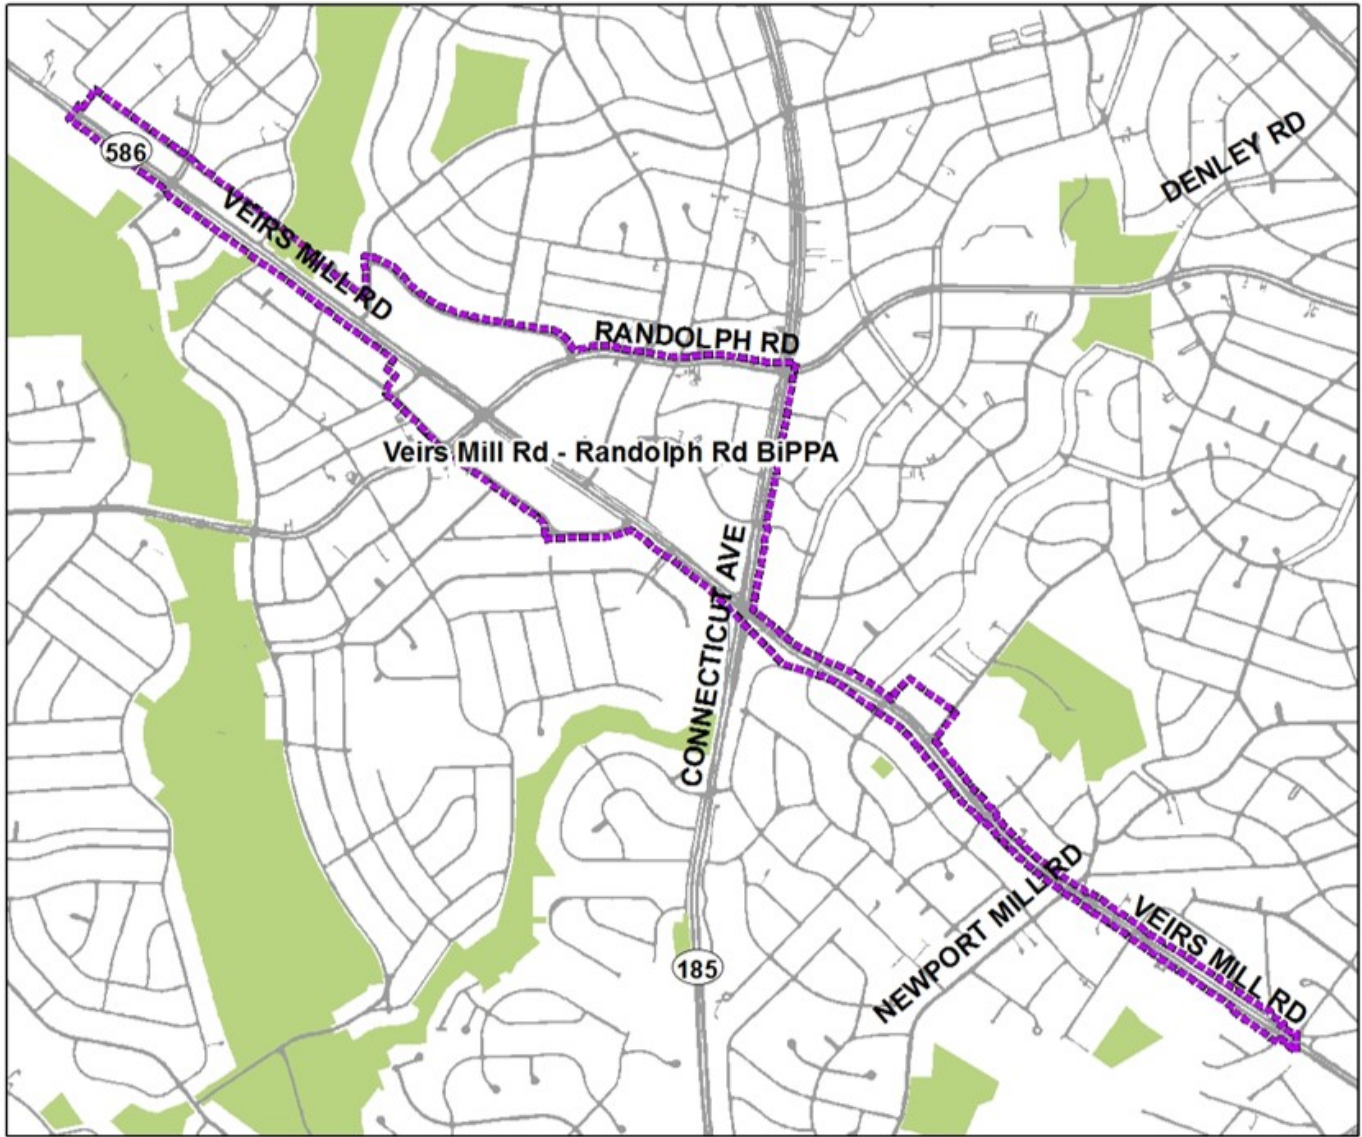 DENLEY RD
586
VEIRS MILL RD
RANDOLPH RD
Veirs Mill Rd - Randolph Rd BiPPA
CONNECTICUT AVE
NEWPORT MILL RD
VEIRS MILL RD
185